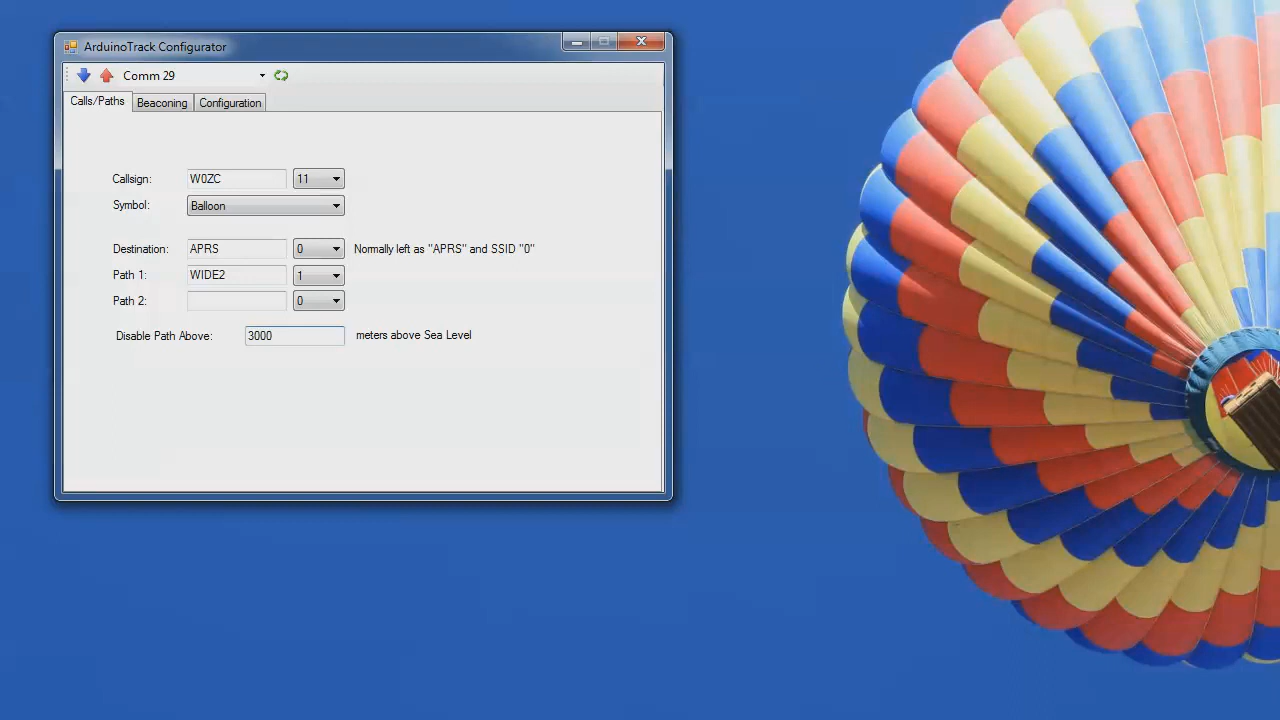 ArduinoTrack Configurator
Comm 29
Calls/Paths Beaconing Configuration
Callsign: W0ZC 11
Symbol: Balloon
Destination: APRS 0 Normally left as "APRS" and SSID "0"
Path 1: WIDE2 1
Path 2: 0
Disable Path Above: 3000 meters above Sea Level